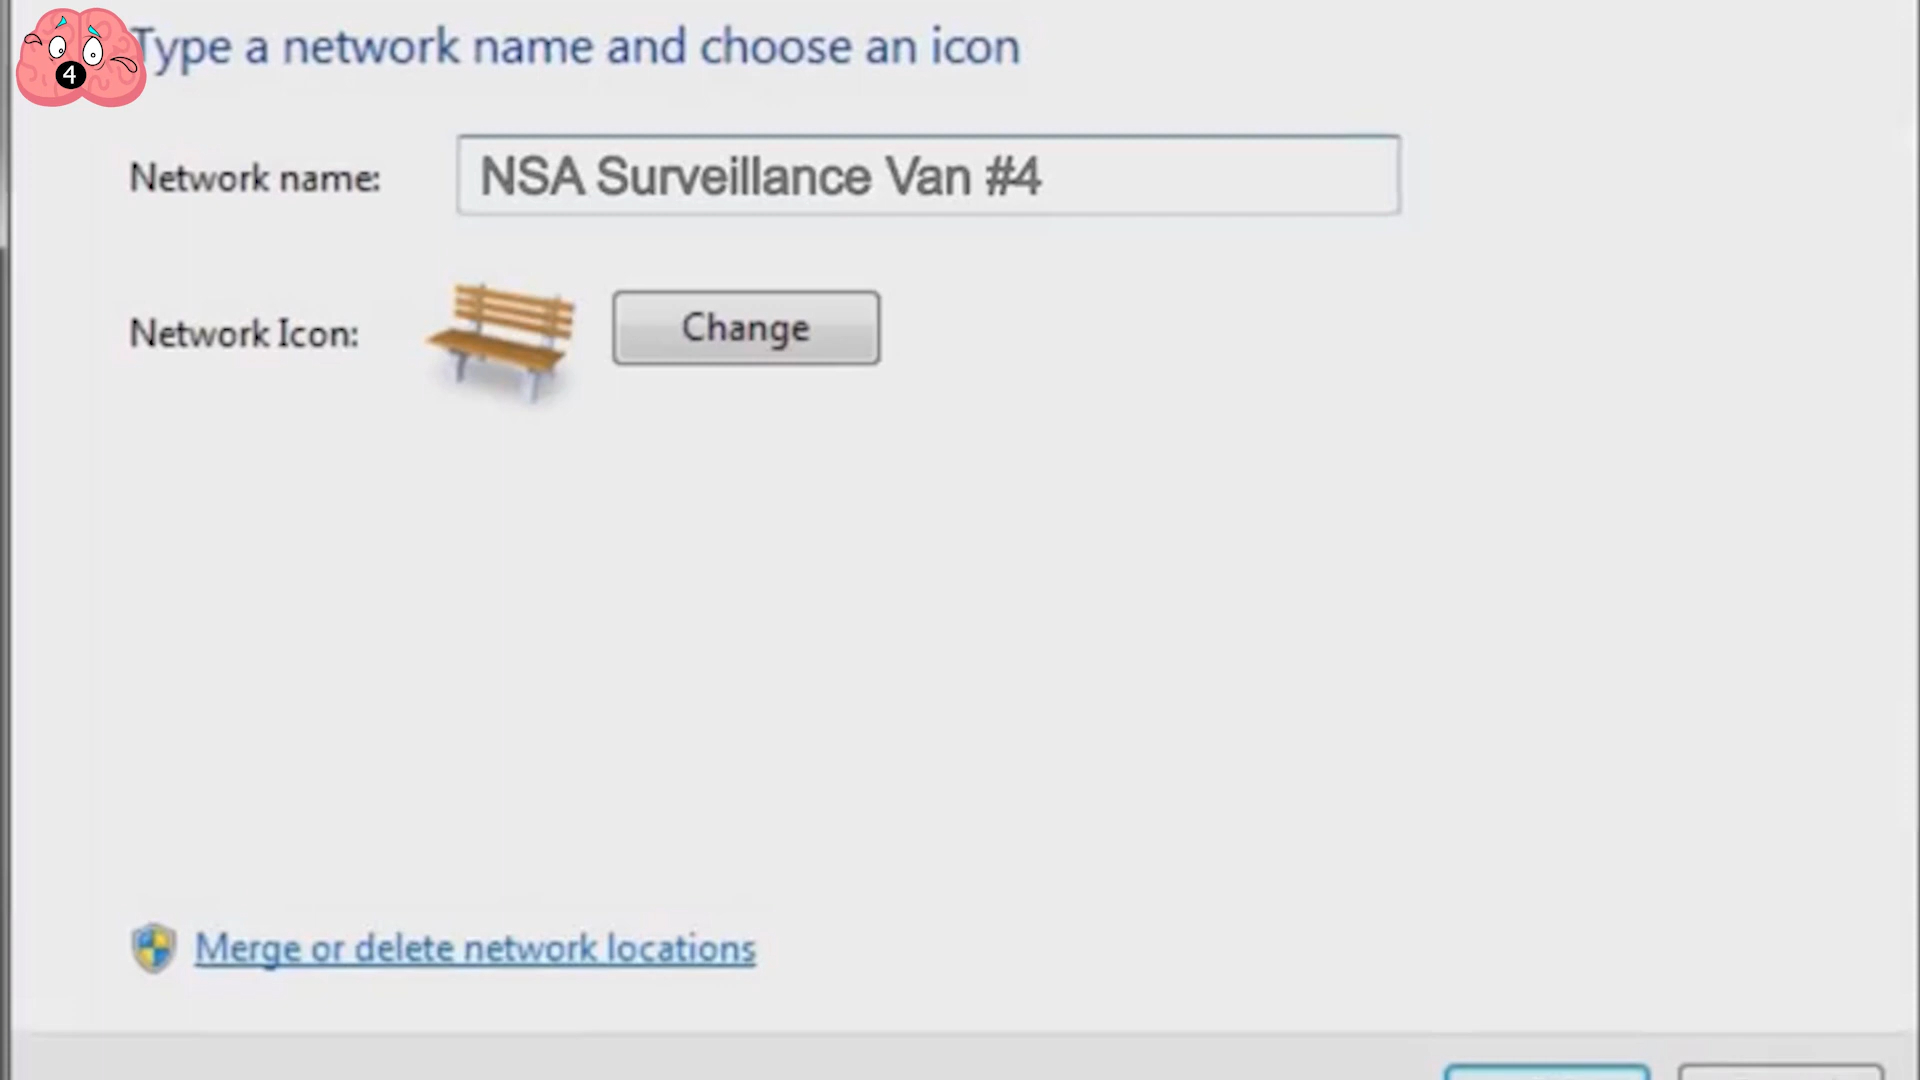 Type a network name and choose an icon
4
Network name:
NSA Surveillance Van #4
Network Icon:
Change
Merge or delete network locations